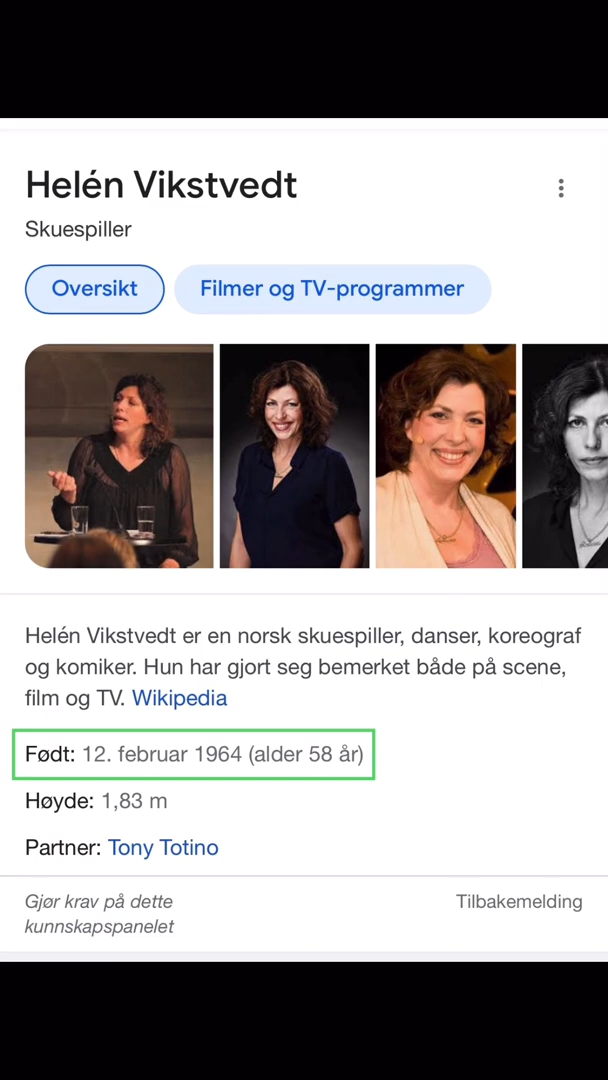 Helén Vikstvedt
Skuespiller
Oversikt
Filmer og TV-programmer
Helén Vikstvedt er en norsk skuespiller, danser, koreograf
og komiker. Hun har gjort seg bemerket både på scene,
film og TV. Wikipedia
Født: 12. februar 1964 (alder 58 år)
Høyde: 1,83 m
Partner: Tony Totino
Gjør krav på dette
kunnskapspanelet
Tilbakemelding